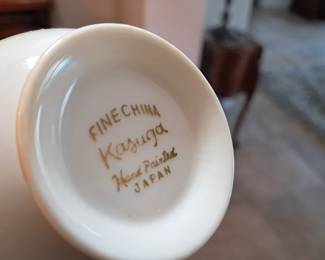 FINE CHINA
Kasuga
Hand Painted
JAPAN